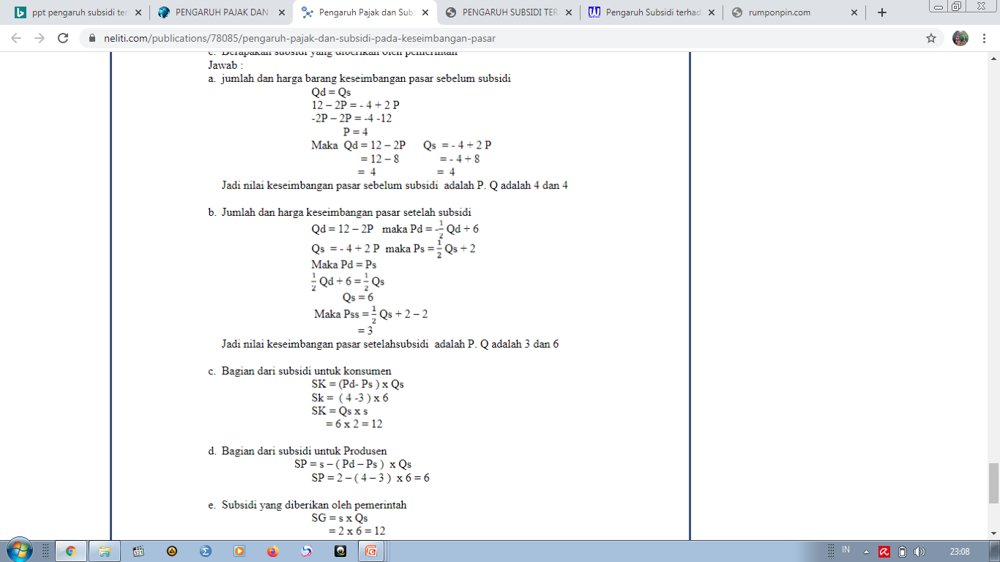 ppt pengaruh subsidi ter
PENGARUH PAJAK DAN
Pengaruh Pajak dan Subs
PENGARUH SUBSIDI TER
Pengaruh Subsidi terhad
rumponpin.com
neliti.com/publications/78085/pengaruh-pajak-dan-subsidi-pada-keseimbangan-pasar
e. Berapakah subsidi yang diberikan oleh pemerintah
Jawab :
a. jumlah dan harga barang keseimbangan pasar sebelum subsidi
Qd = Qs
12 – 2P = - 4 + 2 P
-2P – 2P = -4 -12
P = 4
Maka Qd = 12 – 2P Qs = - 4 + 2 P
= 12 – 8 = - 4 + 8
= 4 = 4
Jadi nilai keseimbangan pasar sebelum subsidi adalah P. Q adalah 4 dan 4
b. Jumlah dan harga keseimbangan pasar setelah subsidi
Qd = 12 – 2P maka Pd = -1/2 Qd + 6
Qs = - 4 + 2 P maka Ps = 1/2 Qs + 2
Maka Pd = Ps
1/2 Qd + 6 = 1/2 Qs
Qs = 6
Maka Pss = 1/2 Qs + 2 – 2
= 3
Jadi nilai keseimbangan pasar setelahsubsidi adalah P. Q adalah 3 dan 6
c. Bagian dari subsidi untuk konsumen
SK = (Pd- Ps ) x Qs
Sk = ( 4 -3 ) x 6
SK = Qs x s
= 6 x 2 = 12
d. Bagian dari subsidi untuk Produsen
SP = s – ( Pd – Ps ) x Qs
SP = 2 – ( 4 – 3 ) x 6 = 6
e. Subsidi yang diberikan oleh pemerintah
SG = s x Qs
= 2 x 6 = 12
IN
23:08